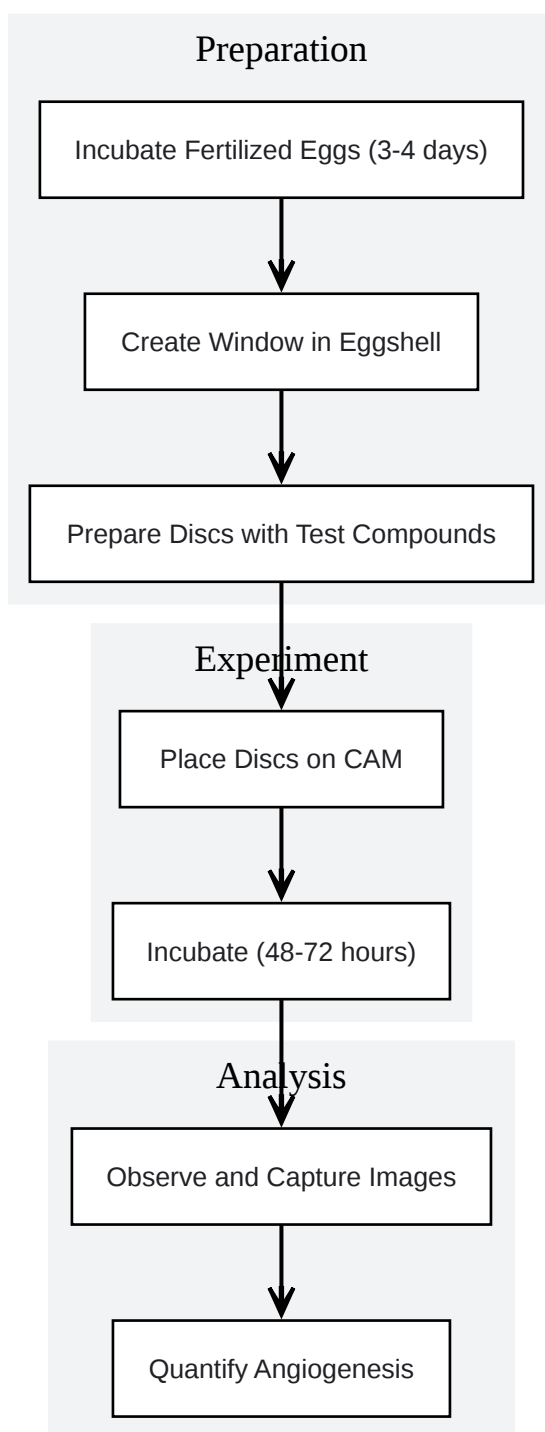 Preparation
Incubate Fertilized Eggs (3-4 days)
Create Window in Eggshell
Prepare Discs with Test Compounds
Experiment
Place Discs on CAM
Incubate (48-72 hours)
Analysis
Observe and Capture Images
Quantify Angiogenesis